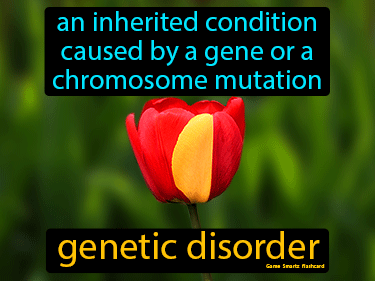 an inherited condition
caused by a gene or a
chromosome mutation
genetic disorder
Game Smartz flashcard